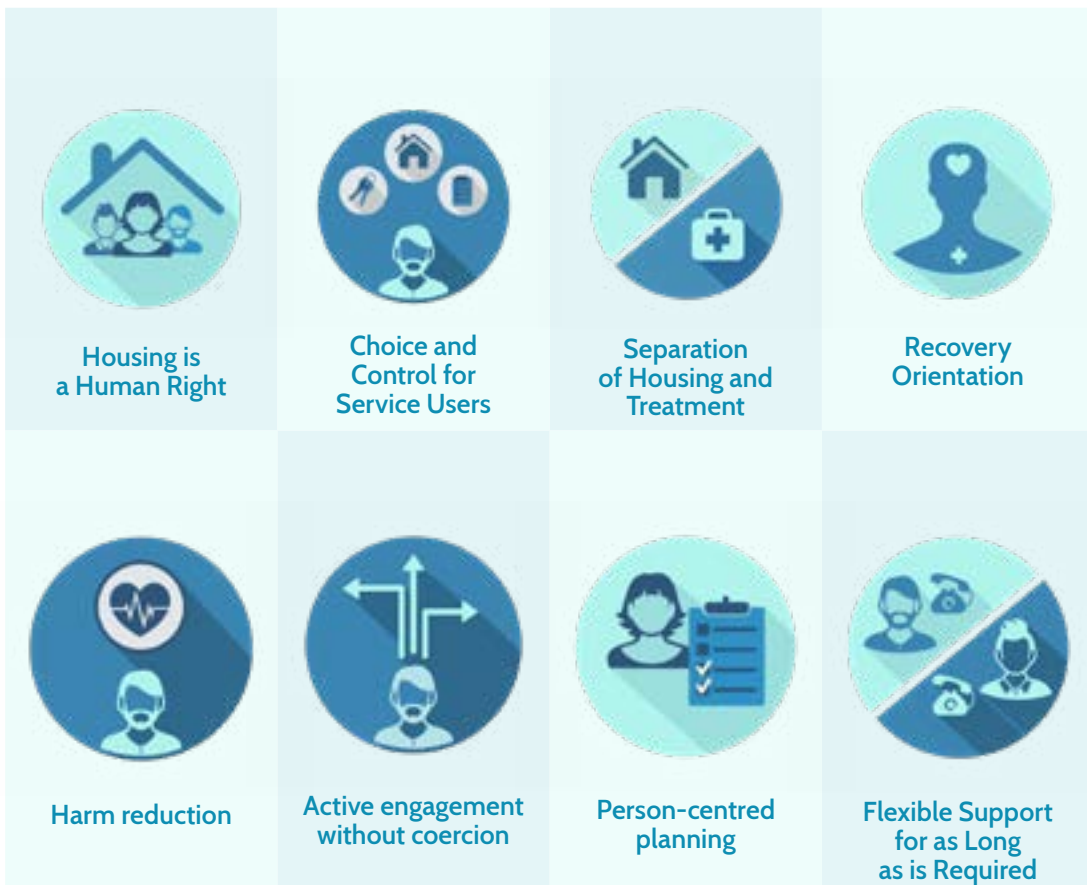 Housing is
a Human Right
Choice and
Control for
Service Users
Separation
of Housing and
Treatment
Recovery
Orientation
Harm reduction
Active engagement
without coercion
Person-centred
planning
Flexible Support
for as Long
as is Required